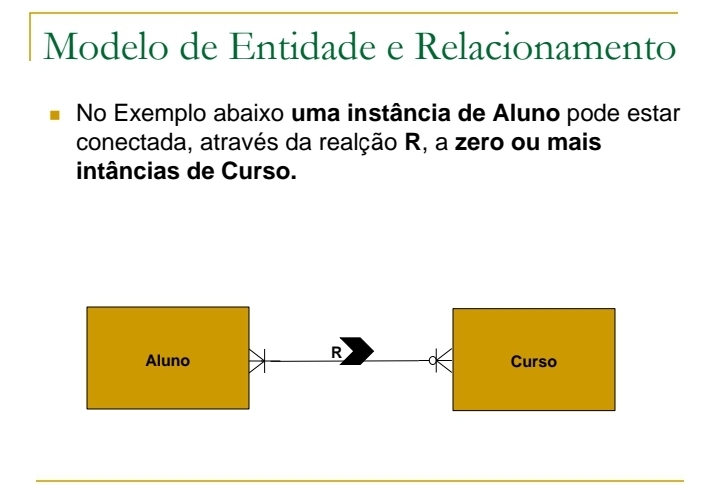 Modelo de Entidade e Relacionamento
No Exemplo abaixo uma instância de Aluno pode estar
conectada, através da realção R, a zero ou mais
intâncias de Curso.
Aluno
R
Curso